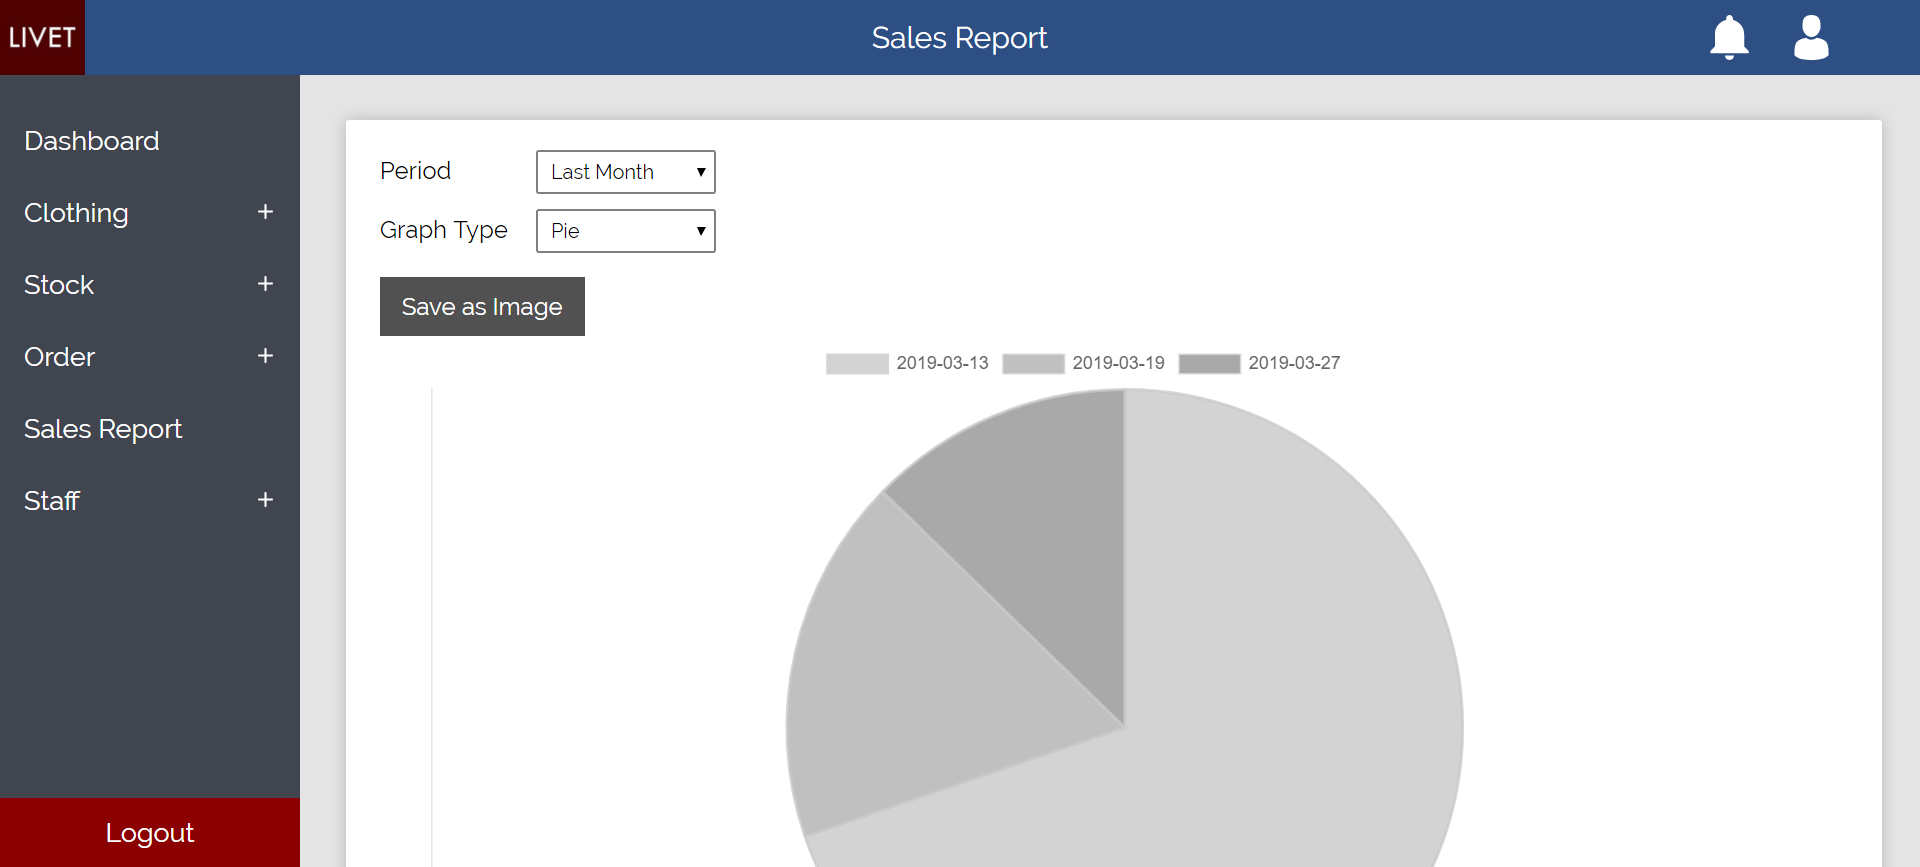 LIVET
Sales Report
Dashboard
Clothing +
Stock +
Order +
Sales Report
Staff +
Logout
Period Last Month
Graph Type Pie
Save as Image
2019-03-13 2019-03-19 2019-03-27